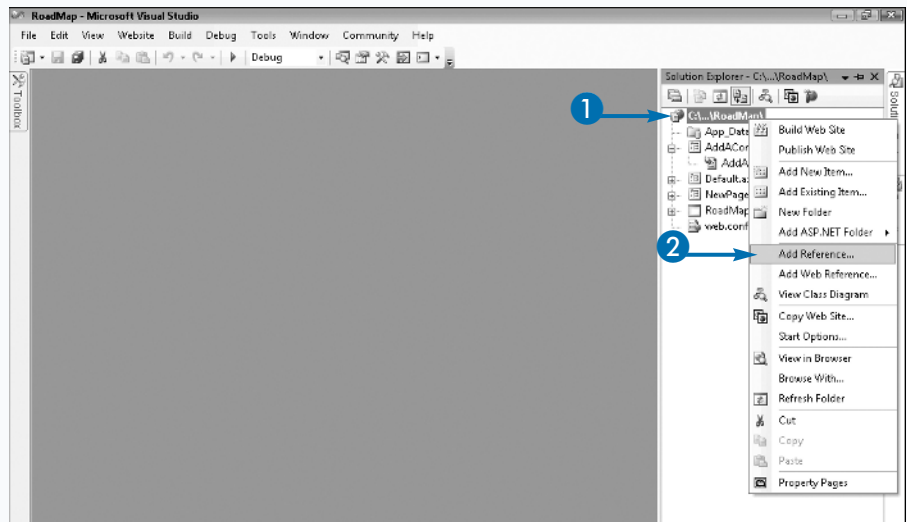 RoadMap - Microsoft Visual Studio
File Edit View Website Build Debug Tools Window Community Help
Debug
Toolbox
Solution Explorer - C:\...\RoadMap\
1
C:\...\RoadMap\
App_Data
AddACor
AddA
Default.a
NewPage
RoadMap
web.conf
2
Build Web Site
Publish Web Site
Add New Item...
Add Existing Item...
New Folder
Add ASP.NET Folder
Add Reference...
Add Web Reference...
View Class Diagram
Copy Web Site...
Start Options...
View in Browser
Browse With...
Refresh Folder
Cut
Copy
Paste
Property Pages
Soluti